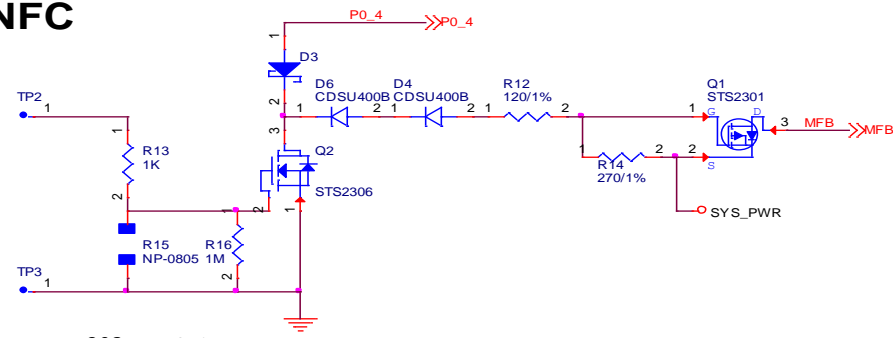 NFC
P0_4
P0_4
1
D3
2
TP2
1
D6
CDSU400B
D4
CDSU400B
R12
120/1%
Q1
STS2301
1
2
1
2
1
2
1
G
D
3
MFB
MFB
3
1
R13
1K
2
Q2
STS2306
2
1
1
2
R14
270/1%
2
S
SYS_PWR
1
R15
NP-0805
R16
1M
2
TP3
1